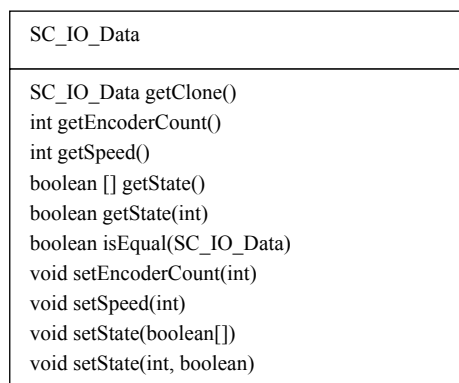 SC_IO_Data
SC_IO_Data getClone()
int getEncoderCount()
int getSpeed()
boolean [] getState()
boolean getState(int)
boolean isEqual(SC_IO_Data)
void setEncoderCount(int)
void setSpeed(int)
void setState(boolean[])
void setState(int, boolean)